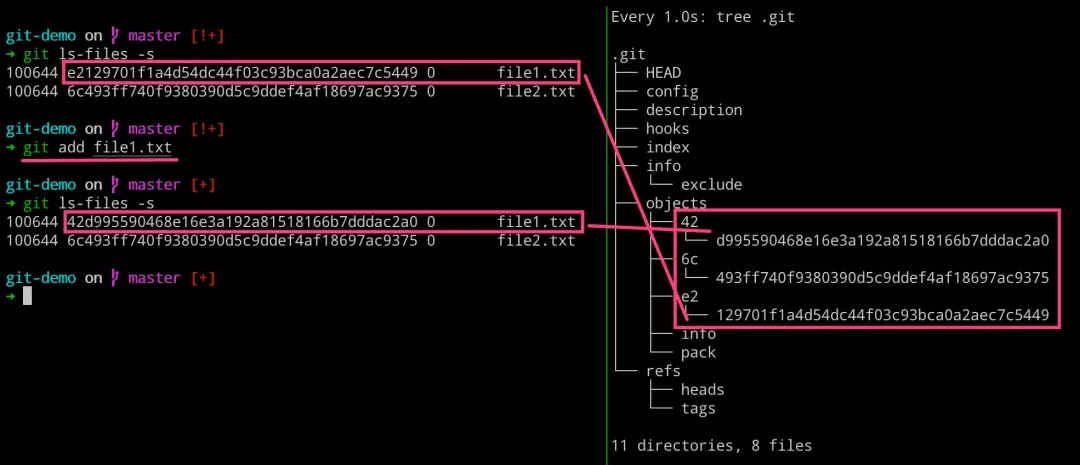 git-demo on master [!+]
→ git ls-files -s
100644 e2129701f1a4d54dc44f03c93bca0a2aec7c5449 0 file1.txt
100644 6c493ff740f9380390d5c9ddef4af18697ac9375 0 file2.txt
git-demo on master [!+]
→ git add file1.txt
git-demo on master [+]
→ git ls-files -s
100644 42d995590468e16e3a192a81518166b7dddac2a0 0 file1.txt
100644 6c493ff740f9380390d5c9ddef4af18697ac9375 0 file2.txt
git-demo on master [+]
→
Every 1.0s: tree .git
.git
├── HEAD
├── config
├── description
├── hooks
├── index
├── info
│   └── exclude
├── objects
│   ├── 42
│   │   └── d995590468e16e3a192a81518166b7dddac2a0
│   ├── 6c
│   │   └── 493ff740f9380390d5c9ddef4af18697ac9375
│   ├── e2
│   │   └── 129701f1a4d54dc44f03c93bca0a2aec7c5449
│   ├── info
│   └── pack
└── refs
    ├── heads
    └── tags
11 directories, 8 files